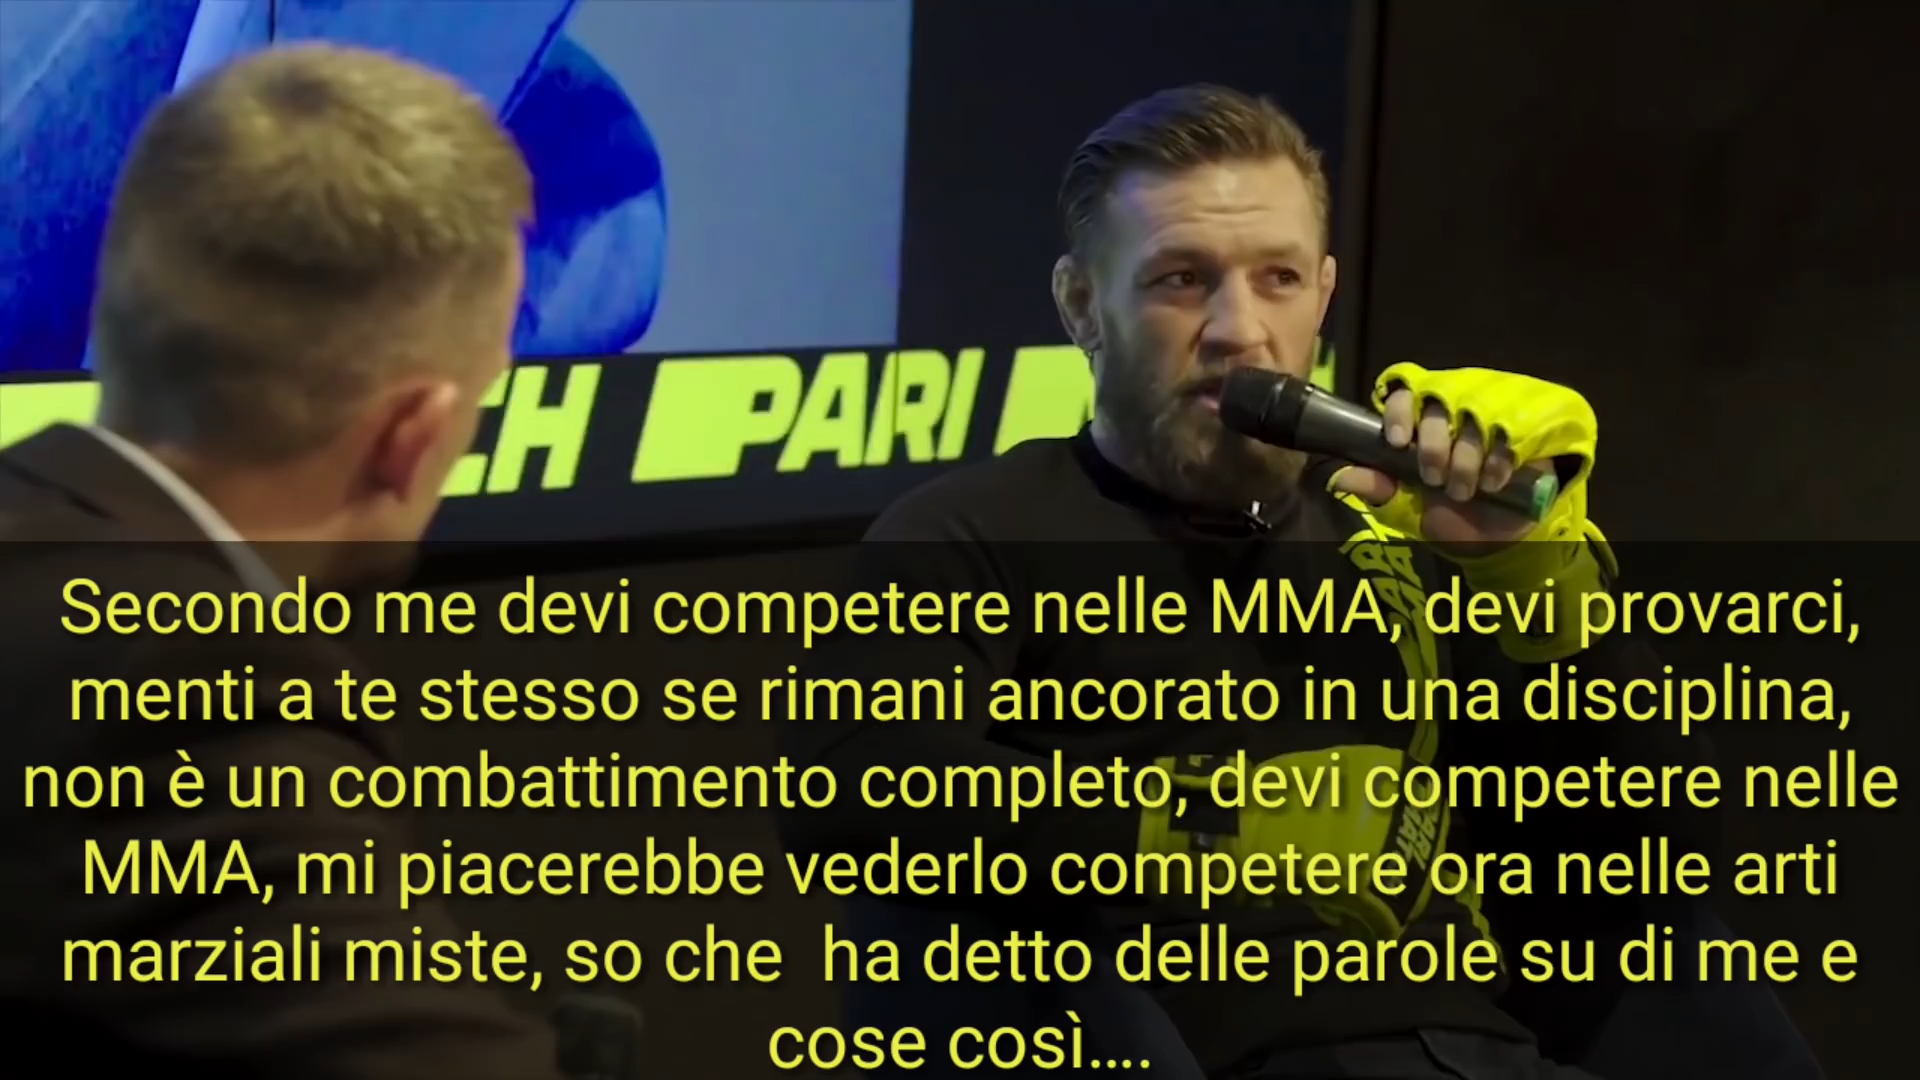 CH PARI
Secondo me devi competere nelle MMA, devi provarci,
menti a te stesso se rimani ancorato in una disciplina,
non è un combattimento completo, devi competere nelle
MMA, mi piacerebbe vederlo competere ora nelle arti
marziali miste, so che  ha detto delle parole su di me e
cose così....